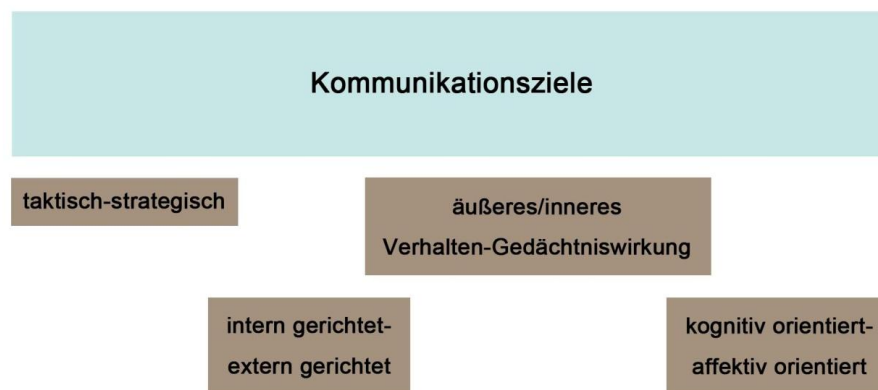 Kommunikationsziele
taktisch-strategisch
äußeres/inneres
Verhalten-Gedächtniswirkung
intern gerichtet-
extern gerichtet
kognitiv orientiert-
affektiv orientiert